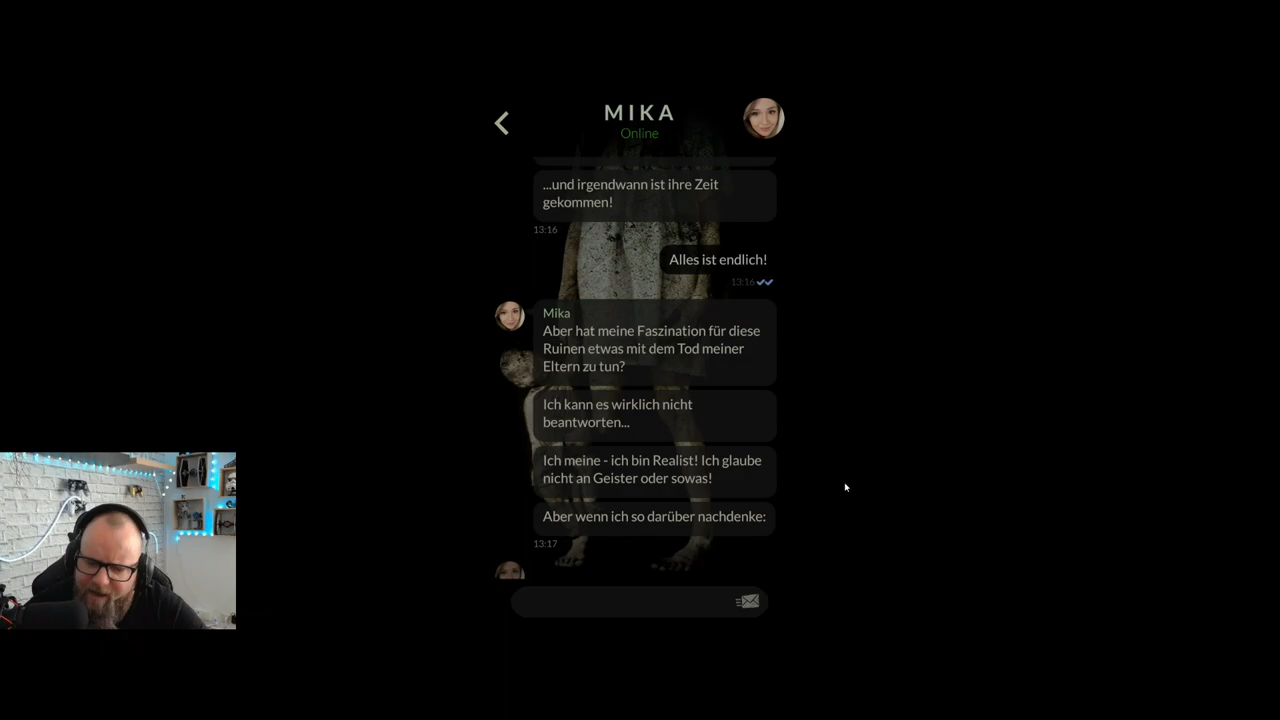 MIKA
Online
...und irgendwann ist ihre Zeit
gekommen!
13:16
Alles ist endlich!
13:16
Mika
Aber hat meine Faszination für diese
Ruinen etwas mit dem Tod meiner
Eltern zu tun?
Ich kann es wirklich nicht
beantworten...
Ich meine - ich bin Realist! Ich glaube
nicht an Geister oder sowas!
Aber wenn ich so darüber nachdenke:
13:17